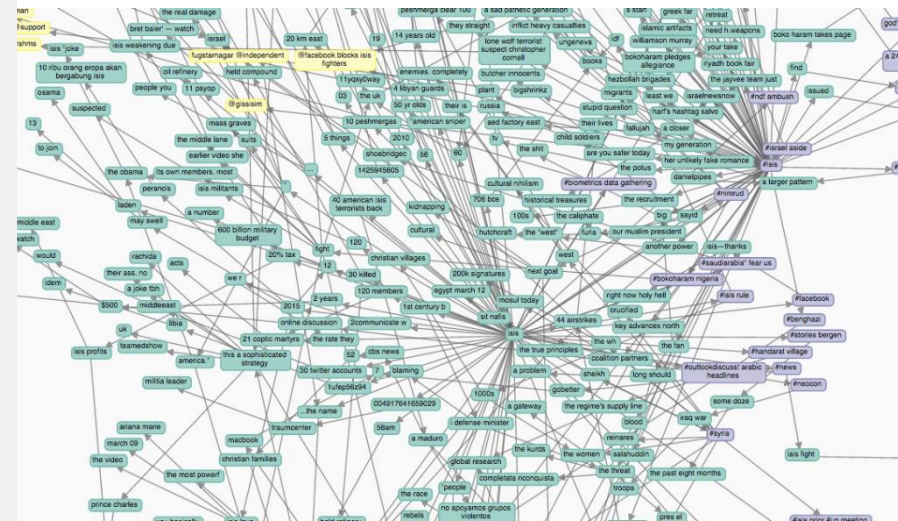 the real damage
peshmerga clear 100
a sad pathetic generation
s start
greek far
retreat
support
bret baier' — watch
19
they straight
inflict heavy casualties
islamic artifacts
need h.weapons
god
rahms
isis "joke
isis weakening due
israel
20 km east
14 years old
lone wolf terrorist
suspect christopher
cornell
ungeneva
idf
williamson murray
your take
boko haram takes page
fugstarnagar @independent
@facebook blocks isis
fighters
books
bokoharam pledges
allegiance
riyadh book fair
a 24
10 ribu orang eropa akan
bergabung isis
oil refinery
held compound
enemies. completely
butcher innocents
hezbollah brigades
the jayvee team just
find
osama
people you
11 psyop
11yqsy0way
4 libyan guards
plant
bigahrinkz
migrants
least we
israelnewsnow
issued
suspected
@gissisim
03
the uk
50 yr olds
their is
russia
stupid question
harf's hashtag salvo
#ndf ambush
13
mass graves
10 peshmergas
'american sniper
aed factory east
their lives
fallujah
a closer
the middle lane
suits
5 things
2010
tv
child soldiers
my generation
#israel aside
to join
earlier video she
shoebridgec
56
60
the shit
are you safer today
her unlikely fake romance
#isis
the obama
its own members. most
...
1425945605
the potus
danielpipes
a larger pattern
peranois
isis militants
"
cultural nihilism
#biometrics data gathering
#nimrud
laden
40 american isis
terrorists back
kidnapping
706 bce
historical treasures
the recruitment
a number
100s
the caliphate
big
sayid
middle east
may swell
600 billion military
budget
cultural
hutchcraft
the "west"
furia
our muslim president
watch
120
another power
isis—thanks
would
rachida
20% tax
fight
christian villages
west
#saudiarabia" fear us
acts
12
next goal
idem
their ass. no
we r
30 killed
200k signatures
#bokoharam nigeria
a joke tbh
120 members
egypt march 12
right now holy hell
#isis rule
#facebook
$500
middleeast
2015
2 years
1st century b
mosul today
crucified
uk
libia
online discussion
2communicate w
sit nafis
44 airstrikes
key advances north
#benghazi
teamedshow
21 coptic martyrs
the rate they
isis
the wh
the fan
#stories bergen
isis profits
america."
this a sophisticated
strategy
52
cbs news
the true principles
coalition partners
#handarat village
30 twitter accounts
7
blaming
a problem
sheikh
long should
#outlookdiscuss! arabic
headlines
#news
militia leader
1ufep56z94
1000s
gobetter
#neocon
...the name
004917641659029
a gateway
the regime's supply line
some doze
ariana marie
traumcenter
58am
i defense minister
blood
iraq war
march 09
macbook
a maduro
reinares
#syria
the video
christian families
the kurds
the women
salahuddin
isis fight
the most powerf
global research
the threat
the past eight months
"people
completata riconquista
troops
prince charles
the race
no apoyamos grupos
violentos
rebels
pres el
#isis prior #un meeting